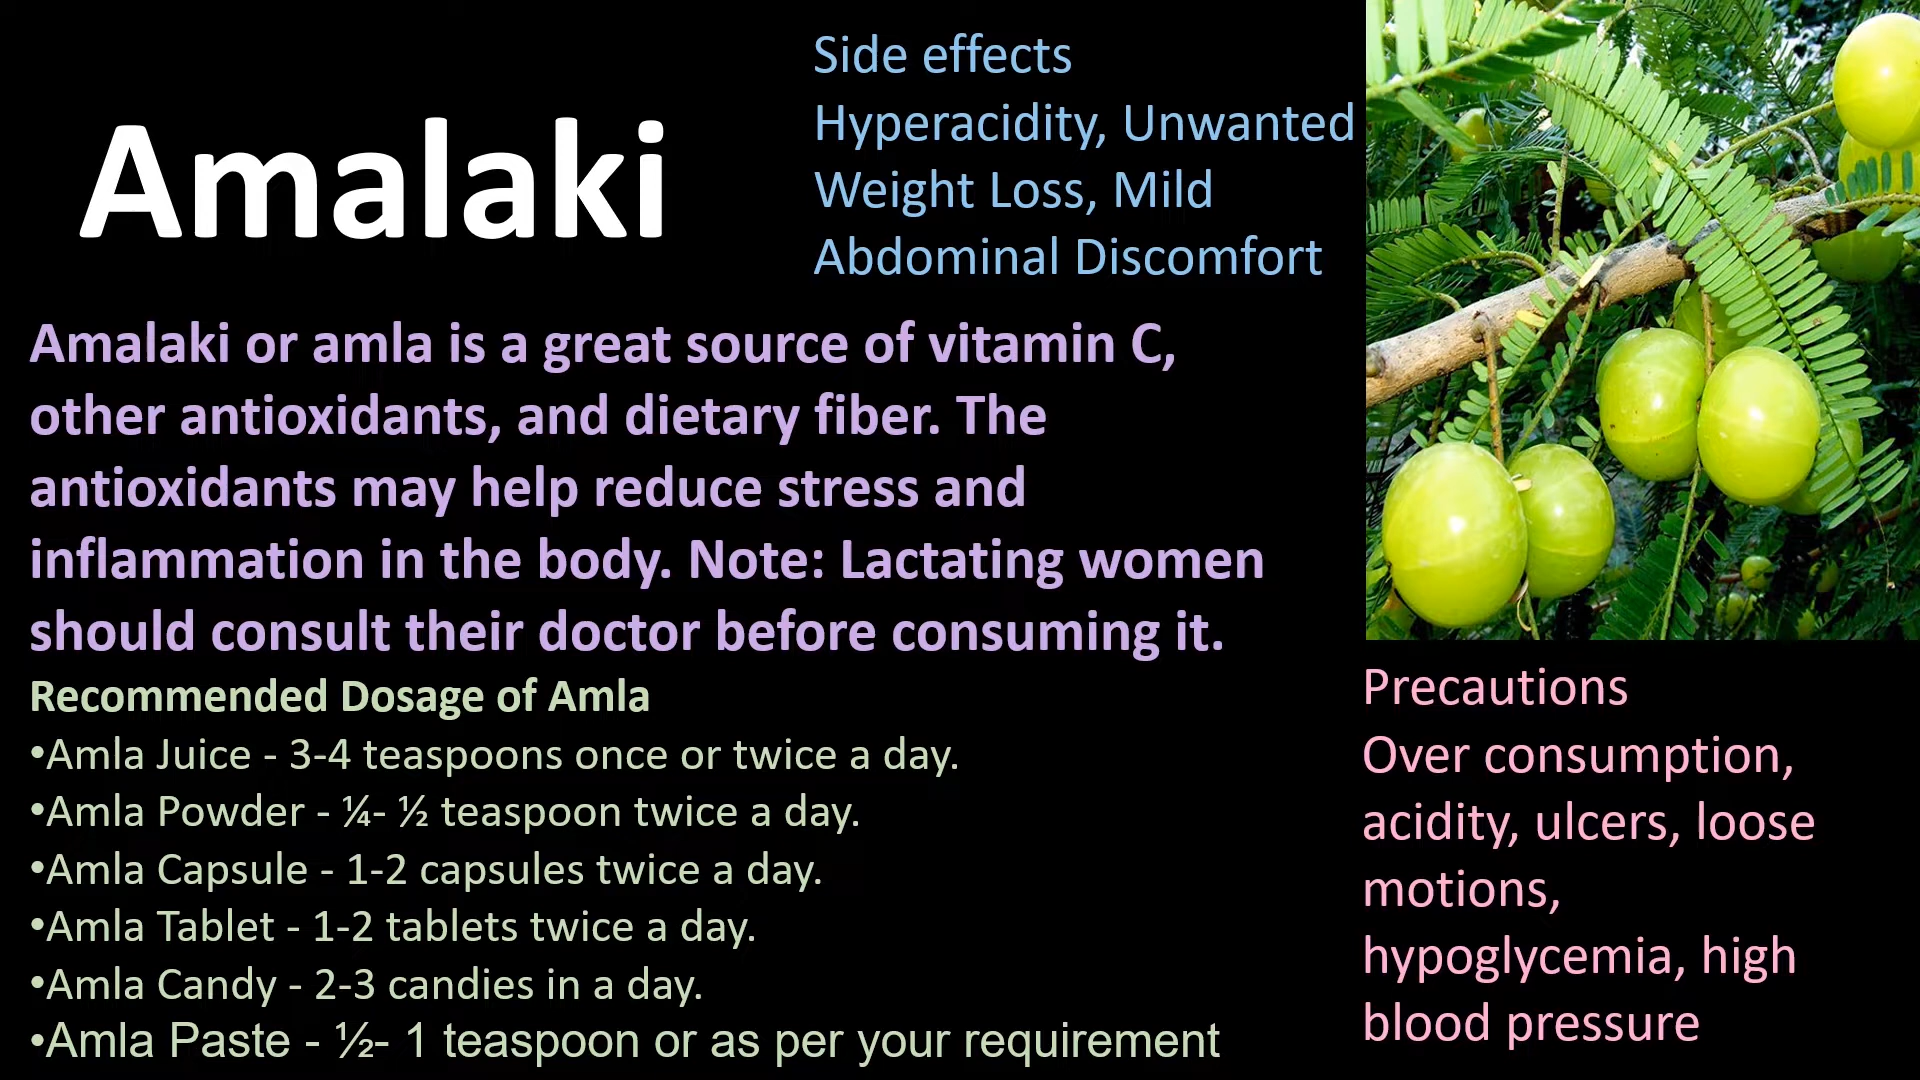 Amalaki
Side effects
Hyperacidity, Unwanted
Weight Loss, Mild
Abdominal Discomfort
Amalaki or amla is a great source of vitamin C,
other antioxidants, and dietary fiber. The
antioxidants may help reduce stress and
inflammation in the body. Note: Lactating women
should consult their doctor before consuming it.
Recommended Dosage of Amla
•Amla Juice - 3-4 teaspoons once or twice a day.
•Amla Powder - ¼- ½ teaspoon twice a day.
•Amla Capsule - 1-2 capsules twice a day.
•Amla Tablet - 1-2 tablets twice a day.
•Amla Candy - 2-3 candies in a day.
•Amla Paste - ½- 1 teaspoon or as per your requirement
Precautions
Over consumption,
acidity, ulcers, loose
motions,
hypoglycemia, high
blood pressure